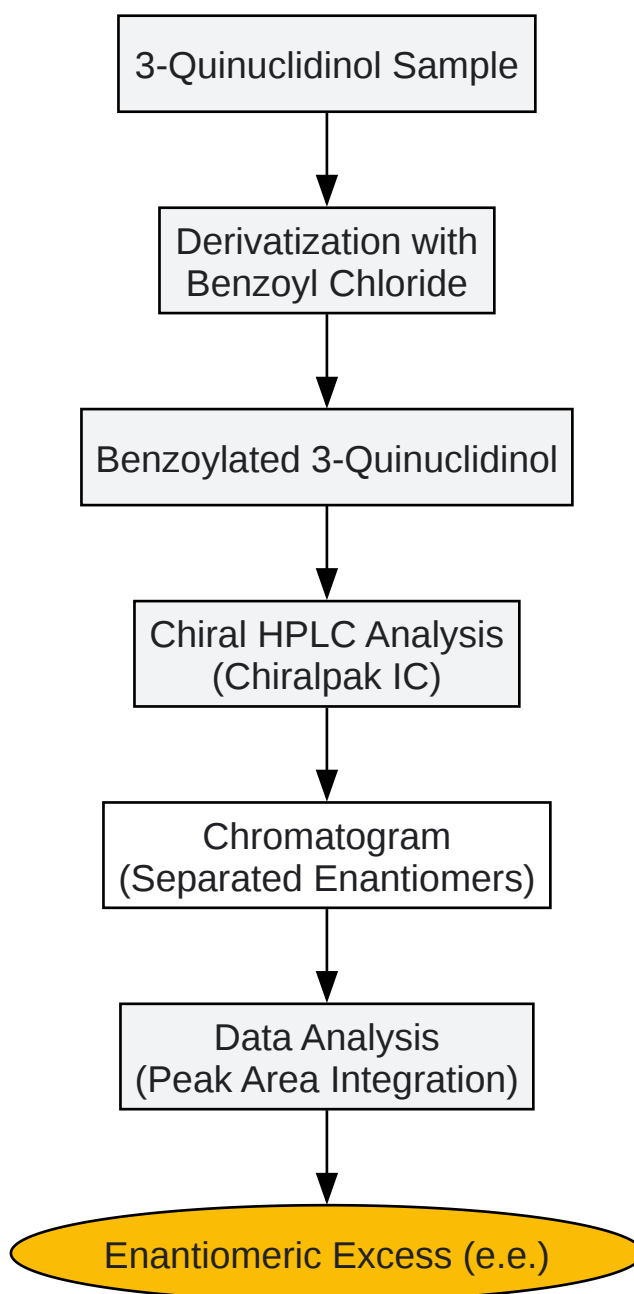 3-Quinuclidinol Sample
Derivatization with
Benzoyl Chloride
Benzoylated 3-Quinuclidinol
Chiral HPLC Analysis
(Chiralpak IC)
Chromatogram
(Separated Enantiomers)
Data Analysis
(Peak Area Integration)
Enantiomeric Excess (e.e.)